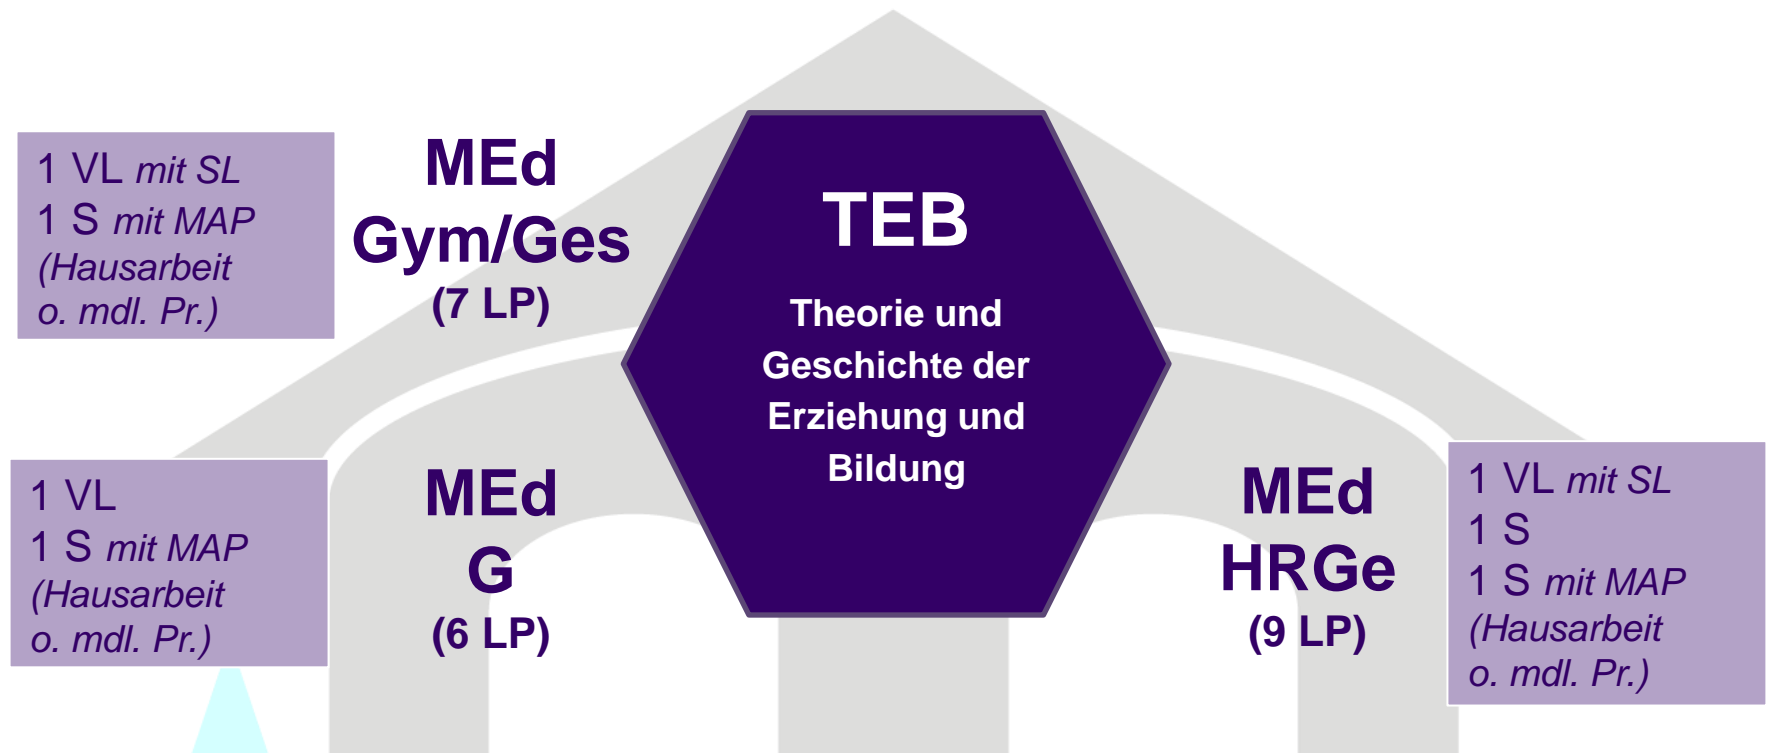 1 VL mit SL
1 S mit MAP
(Hausarbeit
o. mdl. Pr.)
MEd
Gym/Ges
(7 LP)
TEB
Theorie und
Geschichte der
Erziehung und
Bildung
1 VL
1 S mit MAP
(Hausarbeit
o. mdl. Pr.)
MEd
G
(6 LP)
MEd
HRGe
(9 LP)
1 VL mit SL
1 S
1 S mit MAP
(Hausarbeit
o. mdl. Pr.)